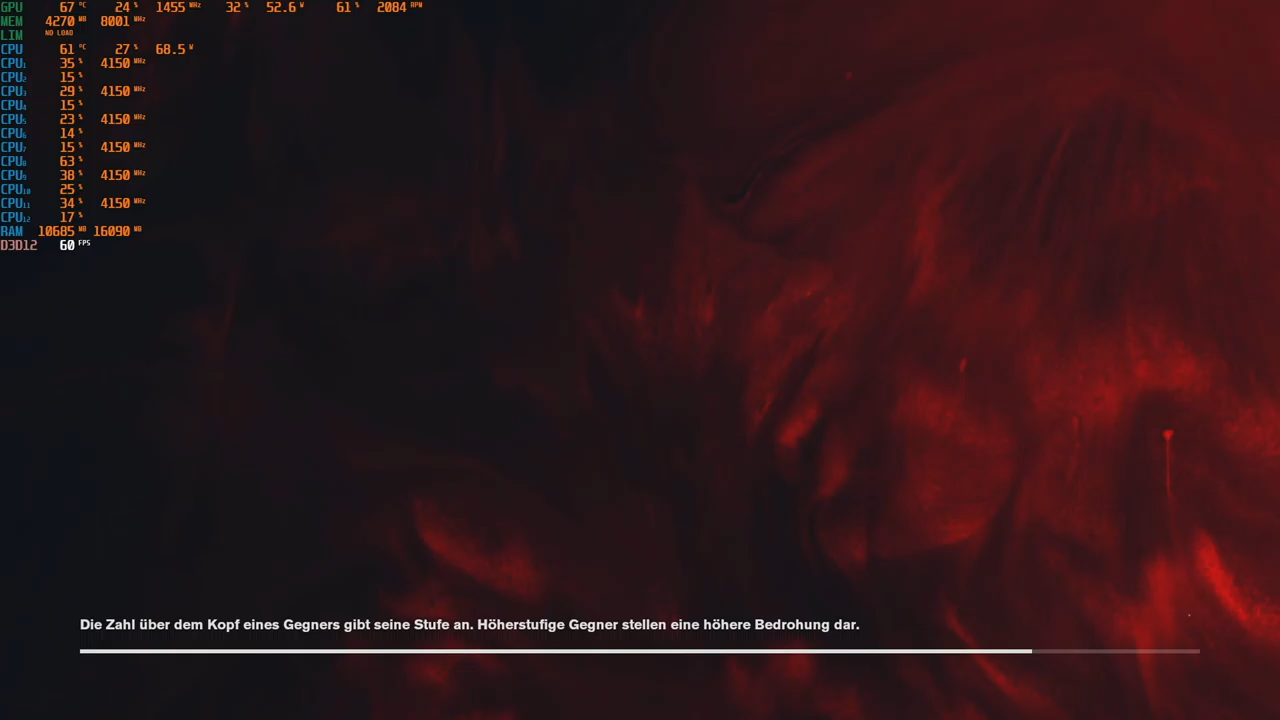 GPU 67 °C 24 % 1455 MHz 32 % 52.6 W 61 % 2084 RPM
MEM 4270 MB 8001 MHz
LIM NO LOAD
CPU 61 °C 27 % 68.5 W
CPU1 35 % 4150 MHz
CPU2 15 %
CPU3 29 % 4150 MHz
CPU4 15 %
CPU5 23 % 4150 MHz
CPU6 14 %
CPU7 15 % 4150 MHz
CPU8 63 %
CPU9 38 % 4150 MHz
CPU10 25 %
CPU11 34 % 4150 MHz
CPU12 17 %
RAM 10685 MB 16090 MB
D3D12 60 FPS
Die Zahl über dem Kopf eines Gegners gibt seine Stufe an. Höherstufige Gegner stellen eine höhere Bedrohung dar.